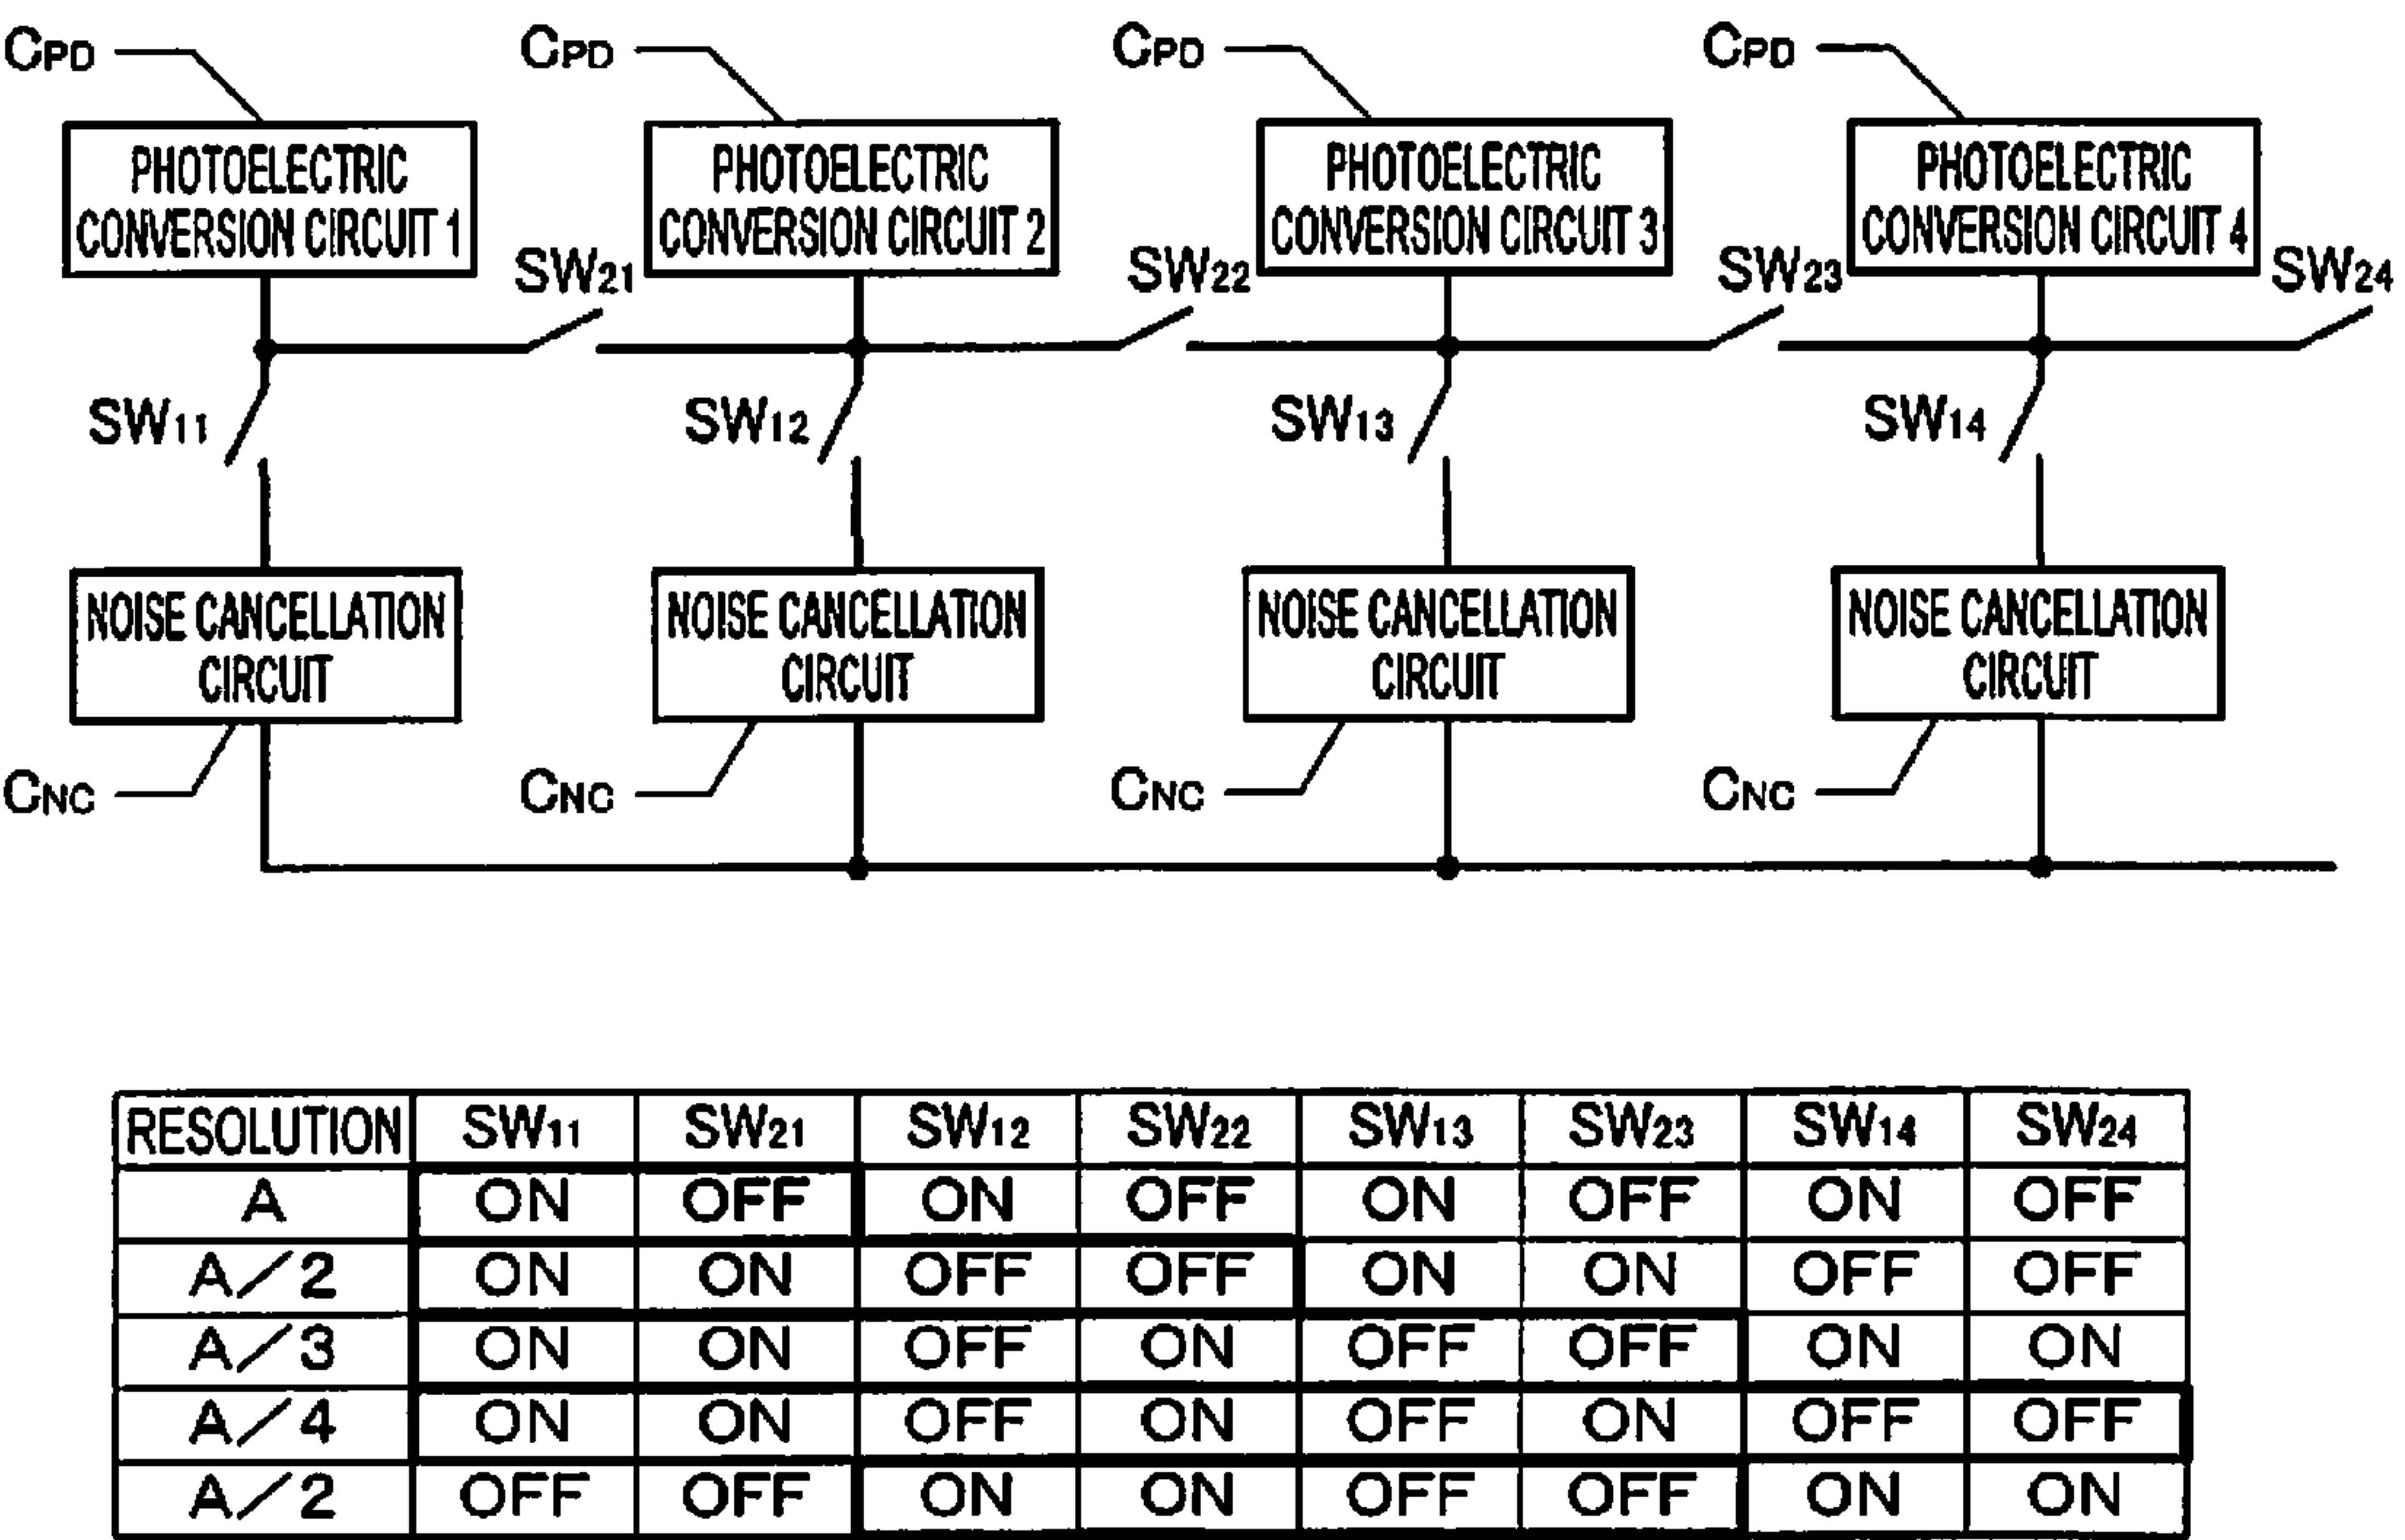 CPD CPD CPD CPD
PHOTOELECTRIC CONVERSION CIRCUIT 1
PHOTOELECTRIC CONVERSION CIRCUIT 2
PHOTOELECTRIC CONVERSION CIRCUIT 3
PHOTOELECTRIC CONVERSION CIRCUIT 4
SW21 SW22 SW23 SW24
SW11 SW12 SW13 SW14
NOISE CANCELLATION CIRCUIT
NOISE CANCELLATION CIRCUIT
NOISE CANCELLATION CIRCUIT
NOISE CANCELLATION CIRCUIT
CNC CNC CNC CNC
RESOLUTION SW11 SW21 SW12 SW22 SW13 SW23 SW14 SW24
A ON OFF ON OFF ON OFF ON OFF
A/2 ON ON OFF OFF ON ON OFF OFF
A/3 ON ON OFF ON OFF OFF ON ON
A/4 ON ON OFF ON OFF ON OFF OFF
A/2 OFF OFF ON ON OFF OFF ON ON